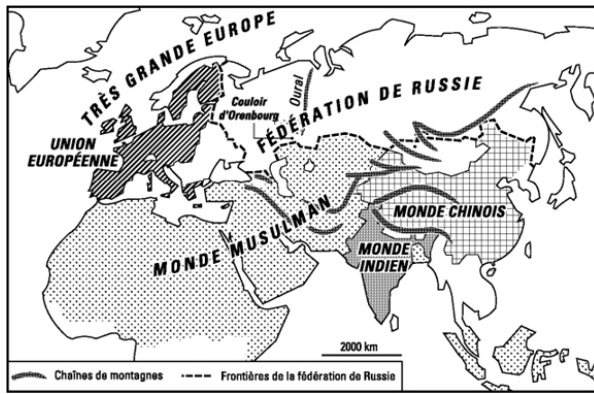 TRÈS GRANDE EUROPE
FÉDÉRATION DE RUSSIE
Oural
Couloir
d'Orenbourg
UNION
EUROPÉENNE
MONDE MUSULMAN
MONDE CHINOIS
MONDE
INDIEN
2000 km
Chaînes de montagnes
Frontières de la fédération de Russie